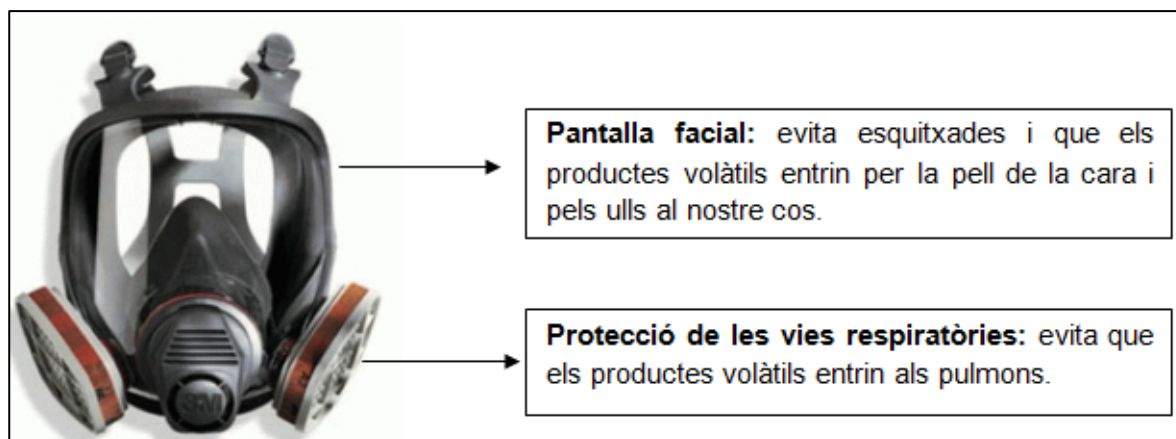 Pantalla facial: evita esquitxades i que els
productes volàtils entrin per la pell de la cara i
pels ulls al nostre cos.
Protecció de les vies respiratòries: evita que
els productes volàtils entrin als pulmons.
3M